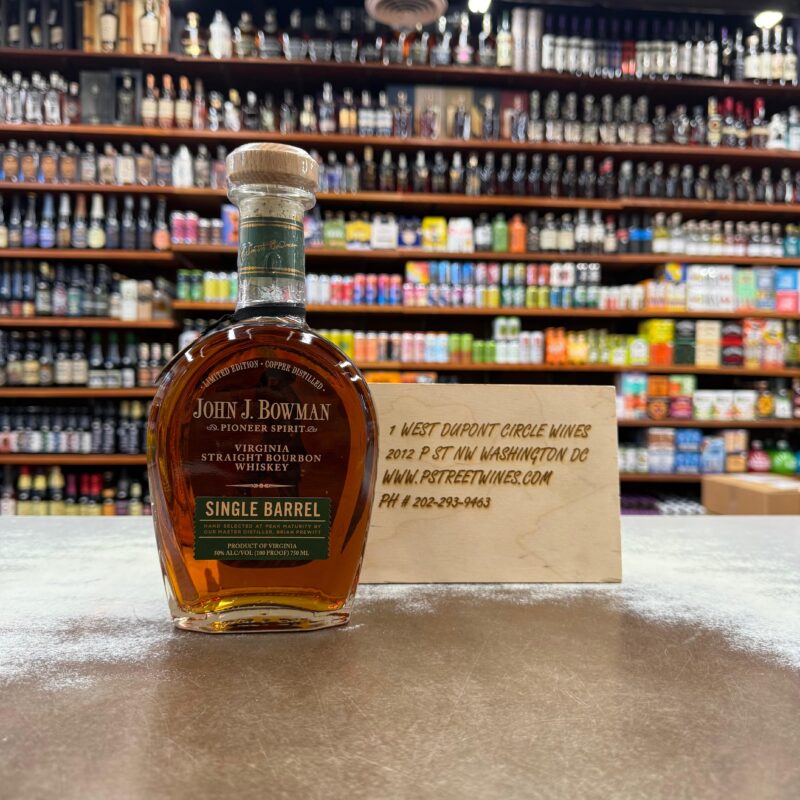 LIMITED EDITION • COPPER DISTILLED
JOHN J. BOWMAN
PIONEER SPIRIT
VIRGINIA
STRAIGHT BOURBON
WHISKEY
SINGLE BARREL
HAND SELECTED AT PEAK MATURITY BY
OUR MASTER DISTILLER, BRIAN PREWITT
PRODUCT OF VIRGINIA
50% ALC/VOL (100 PROOF) 750 ML
1 WEST DUPONT CIRCLE WINES
2012 P ST NW WASHINGTON DC
WWW.PSTREETWINES.COM
PH # 202-293-9463